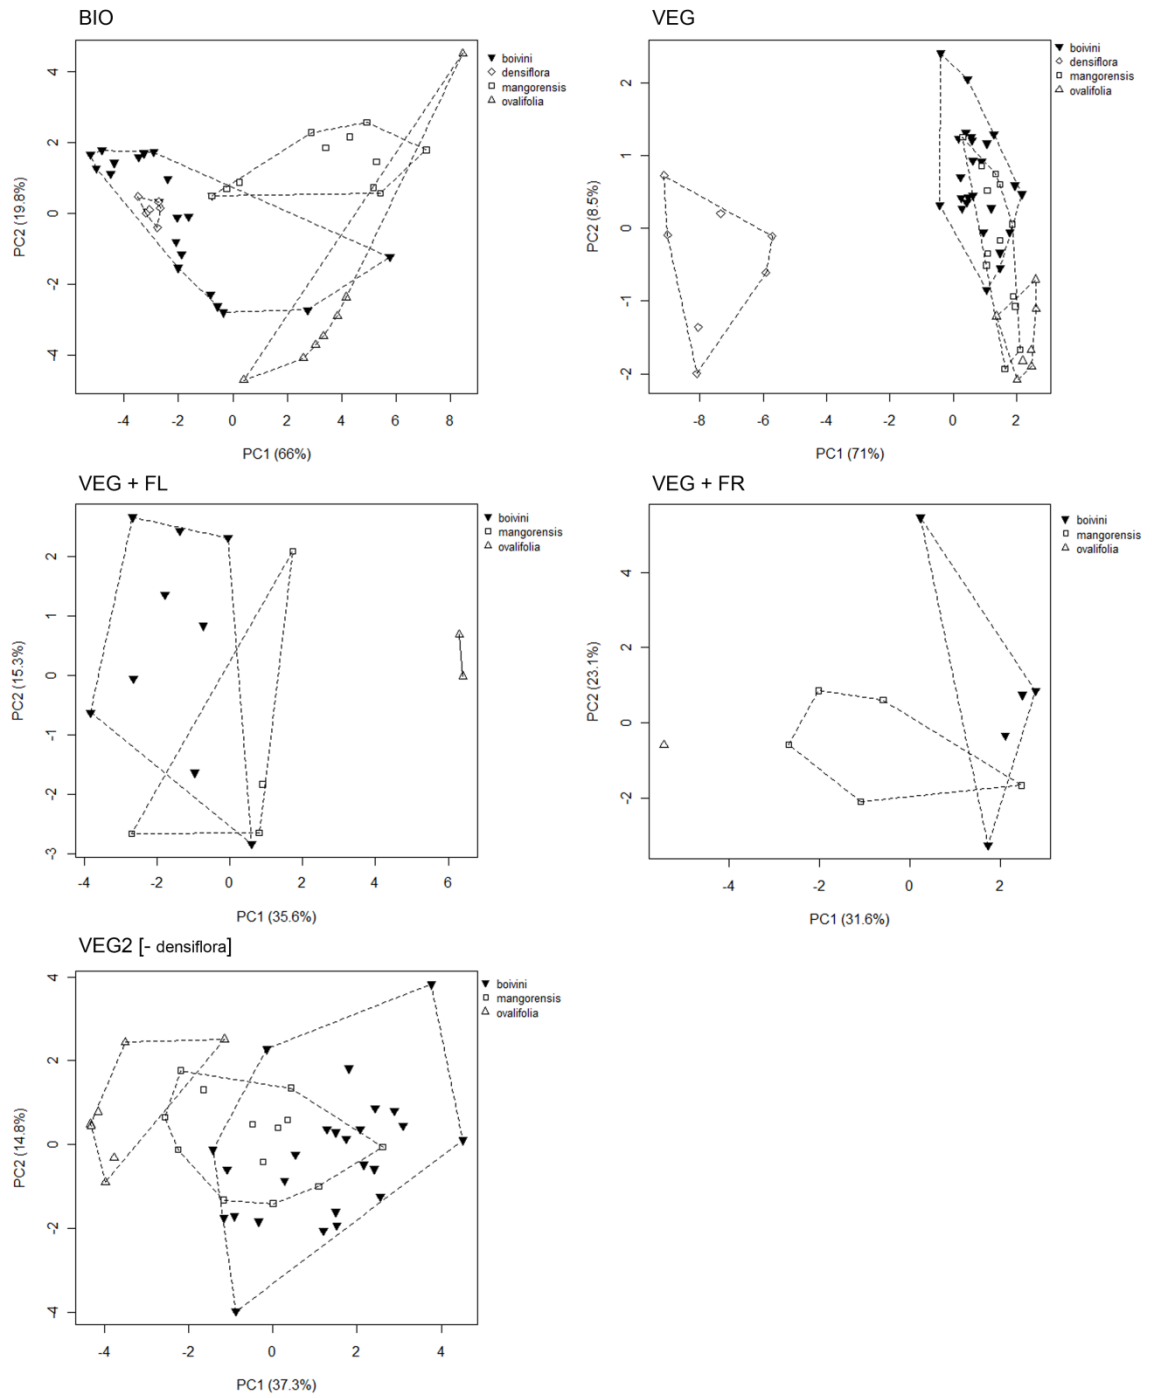 BIO
boivini
densiflora
mangorensis
ovalifolia
PC2 (19.8%)
4
2
0
-2
-4
-4 -2 0 2 4 6 8
PC1 (66%)
VEG
boivini
densiflora
mangorensis
ovalifolia
PC2 (8.5%)
2
1
0
-1
-2
-8 -6 -4 -2 0 2
PC1 (71%)
VEG + FL
boivini
mangorensis
ovalifolia
PC2 (15.3%)
2
1
0
-1
-2
-3
-4 -2 0 2 4 6
PC1 (35.6%)
VEG + FR
boivini
mangorensis
ovalifolia
PC2 (23.1%)
4
2
0
-2
-4 -2 0 2
PC1 (31.6%)
VEG2 [- densiflora]
boivini
mangorensis
ovalifolia
PC2 (14.8%)
4
2
0
-2
-4
-4 -2 0 2 4
PC1 (37.3%)